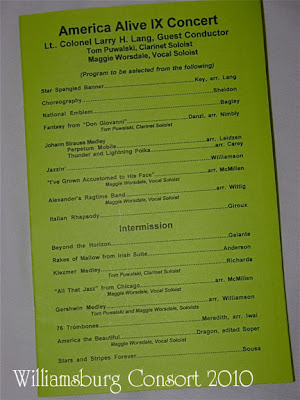 America Alive IX Concert
Lt. Colonel Larry H. Lang, Guest Conductor
Tom Puwalski, Clarinet Soloist
Maggie Worsdale, Vocal Soloist
(Program to be selected from the following)
Star Spangled Banner Key, arr. Lang
Choreography Sheldon
National Emblem Bagley
Fantasy from "Don Giovanni" Danzi, arr. Nimbly
Tom Puwalski, Clarinet Soloist
Johann Strauss Medley
Perpetum Mobile arr. Laidzen
Thunder and Lightning Polka arr. Carey
Jazzin' Williamson
"I've Grown Accustomed to His Face" arr. McMillen
Maggie Worsdale, Vocal Soloist
Alexander's Ragtime Band arr. Wittig
Maggie Worsdale, Vocal Soloist
Italian Rhapsody Giroux
Intermission
Beyond the Horizon Galante
Rakes of Mallow from Irish Suite Anderson
Klezmer Medley Richards
Tom Puwalski, Clarinet Soloist
"All That Jazz" from Chicago arr. McMillen
Maggie Worsdale, Vocal Soloist
Gershwin Medley arr. Williamson
Tom Puwalski and Maggie Worsdale, Soloists
76 Trombones Meredith, arr. Iwai
America the Beautiful Dragon, edited Soper
Maggie Worsdale, Vocal Soloist
Stars and Stripes Forever Sousa
Williamsburg Consort 2010